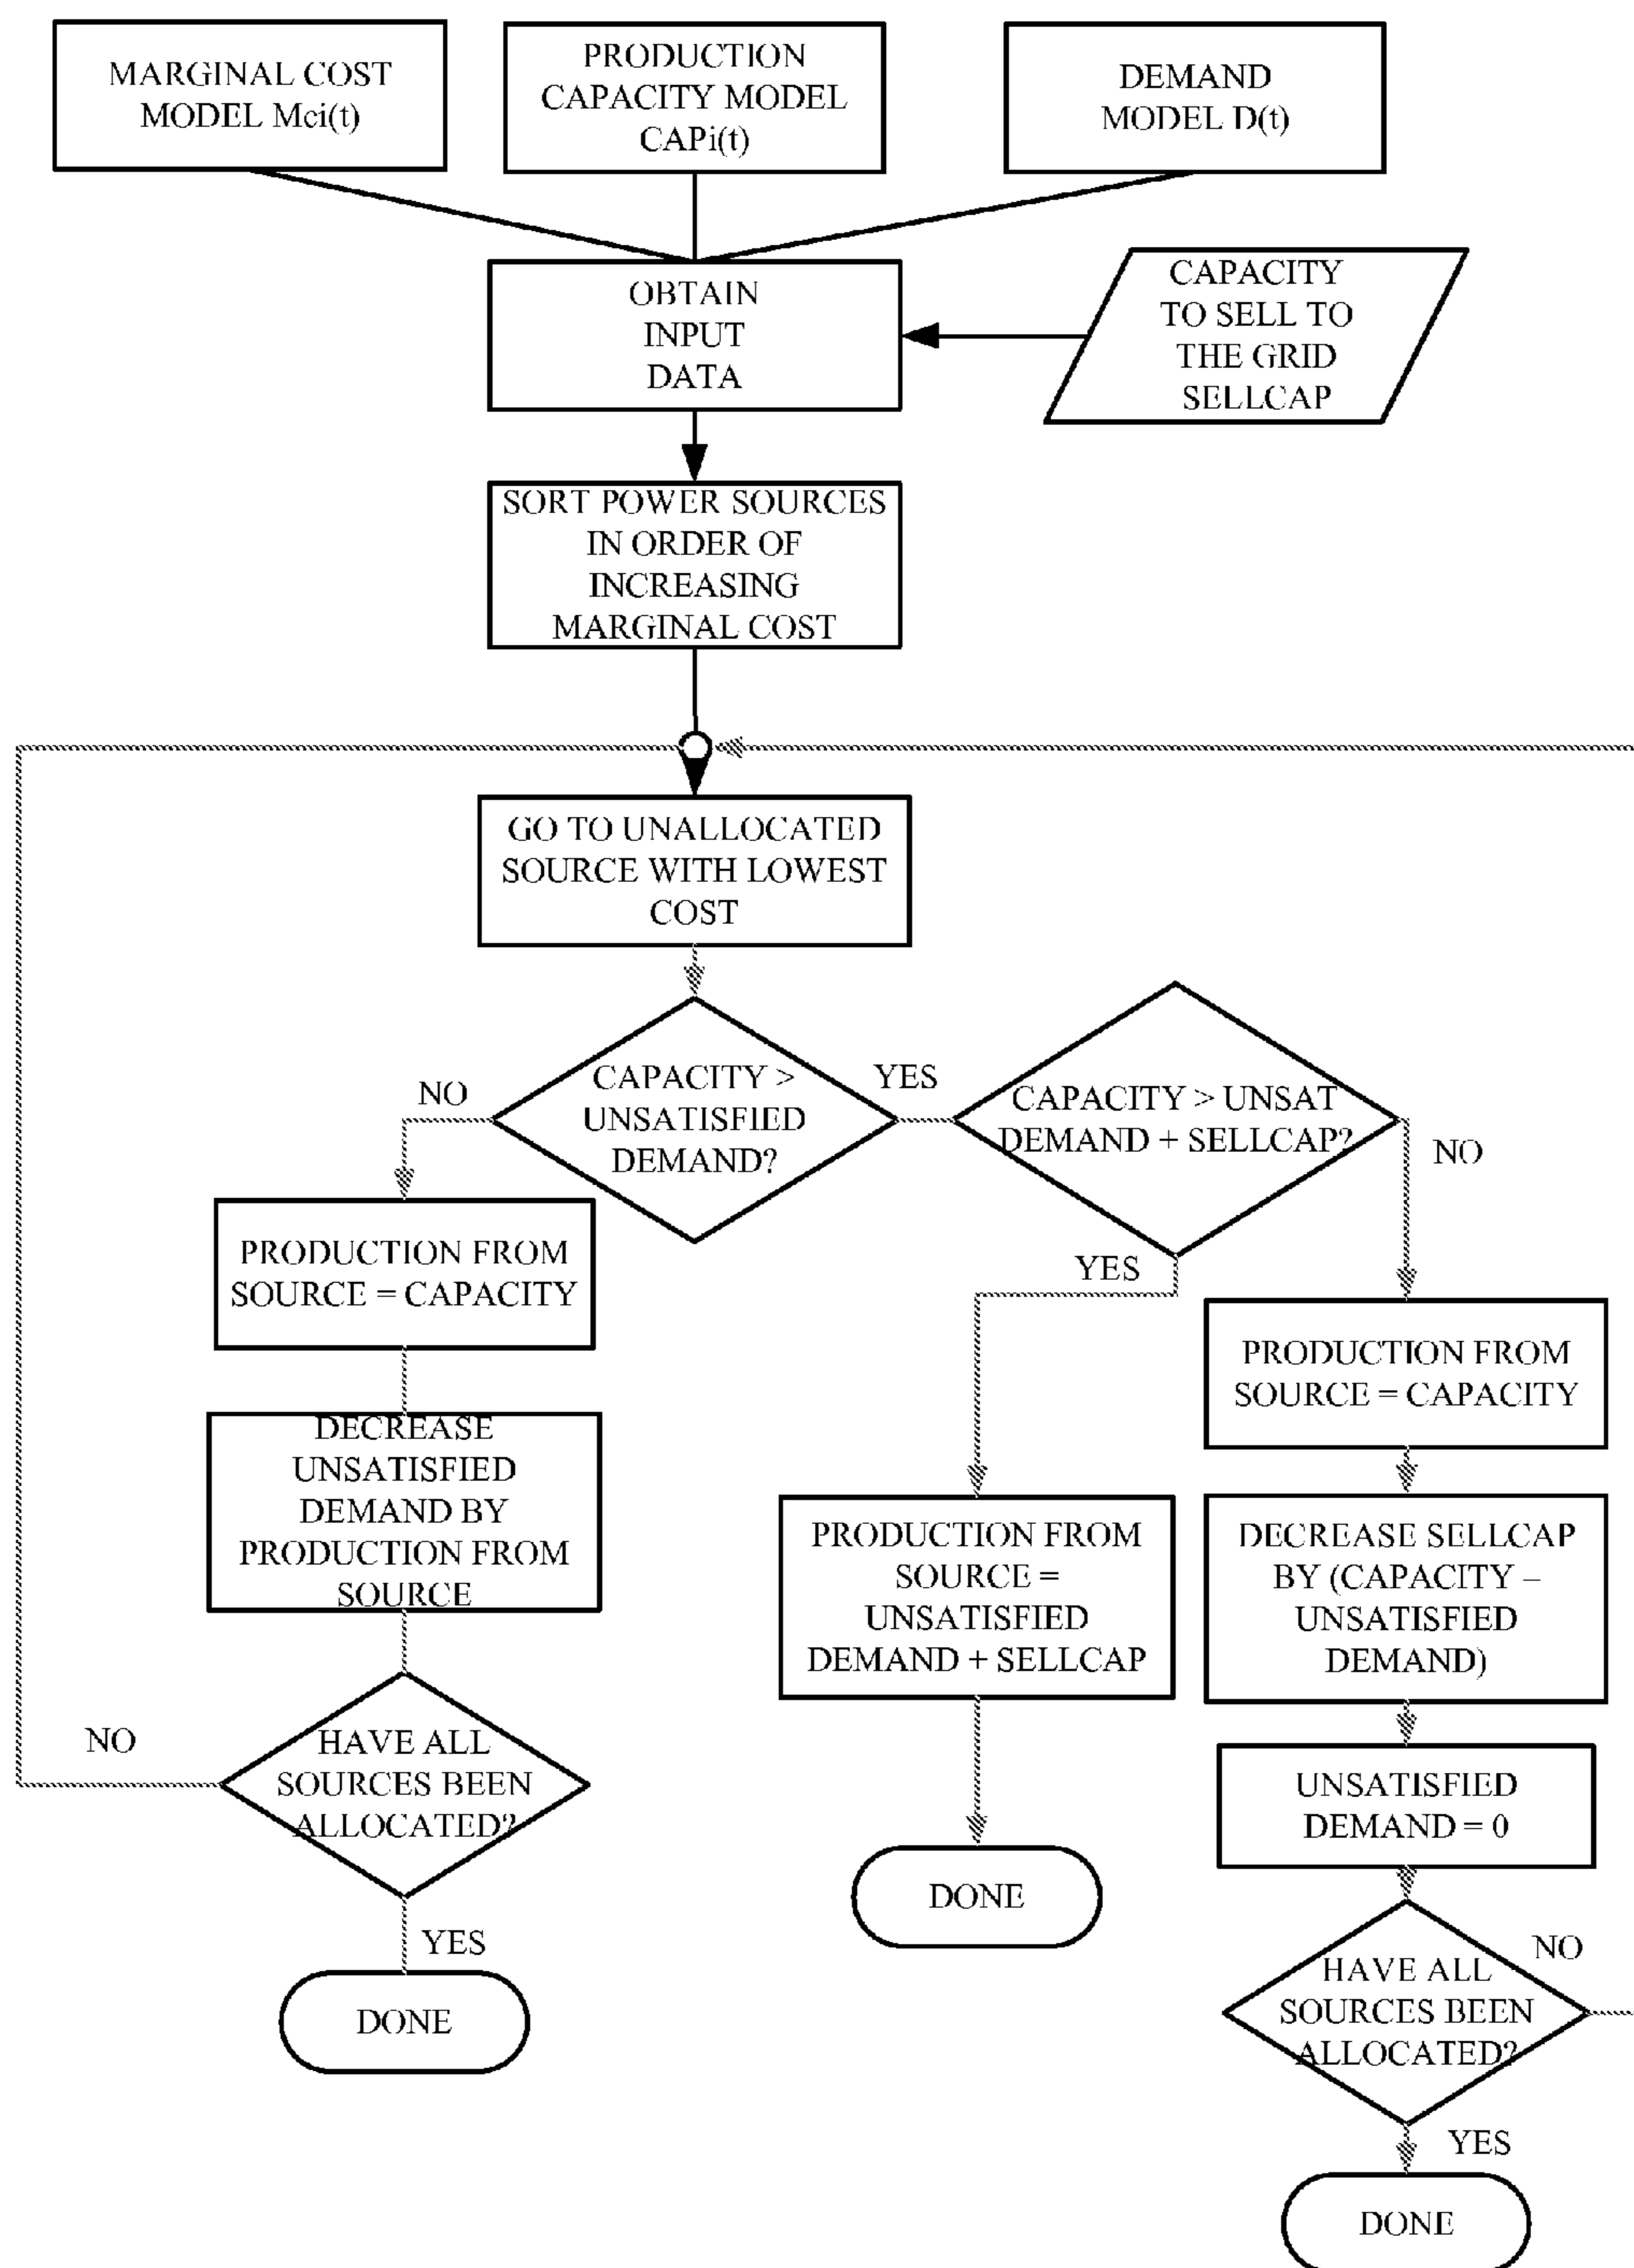 MARGINAL COST
MODEL Mci(t)
PRODUCTION
CAPACITY MODEL
CAPi(t)
DEMAND
MODEL D(t)
OBTAIN
INPUT
DATA
CAPACITY
TO SELL TO
THE GRID
SELLCAP
SORT POWER SOURCES
IN ORDER OF
INCREASING
MARGINAL COST
GO TO UNALLOCATED
SOURCE WITH LOWEST
COST
NO
CAPACITY >
UNSATISFIED
DEMAND?
YES
CAPACITY > UNSAT
DEMAND + SELLCAP?
NO
YES
PRODUCTION FROM
SOURCE = CAPACITY
PRODUCTION FROM
SOURCE = CAPACITY
DECREASE
UNSATISFIED
DEMAND BY
PRODUCTION FROM
SOURCE
PRODUCTION FROM
SOURCE =
UNSATISFIED
DEMAND + SELLCAP
DECREASE SELLCAP
BY (CAPACITY –
UNSATISFIED
DEMAND)
NO
HAVE ALL
SOURCES BEEN
ALLOCATED?
UNSATISFIED
DEMAND = 0
DONE
YES
DONE
NO
HAVE ALL
SOURCES BEEN
ALLOCATED?
YES
DONE